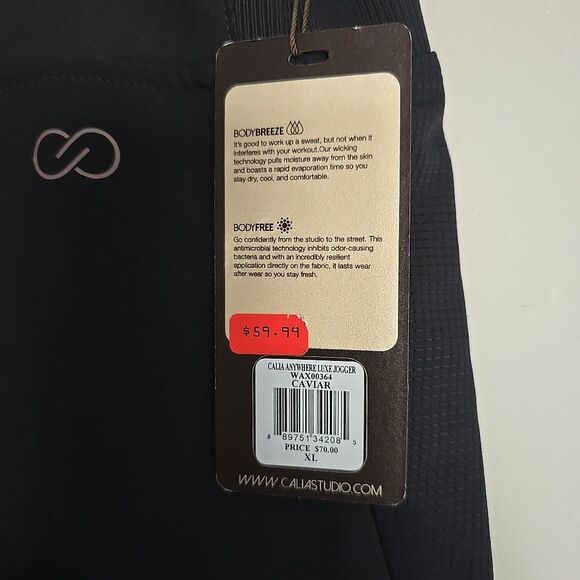 BODYBREEZE
It's good to work up a sweat, but not when it
interferes with your workout.Our wicking
technology pulls moisture away from the skin
and boasts a rapid evaporation time so you
stay dry, cool, and comfortable.
BODYFREE
Go confidently from the studio to the street. This
antimicrobial technology inhibits odor-causing
bacteria and with an incredibly resilient
application directly on the fabric, it lasts wear
after wear so you stay fresh.
$59.99
CALIA ANYWHERE LUXE JOGGER
WAX00364
CAVIAR
8 89751 34208 5
PRICE $70.00
XL
WWW.CALIASTUDIO.COM